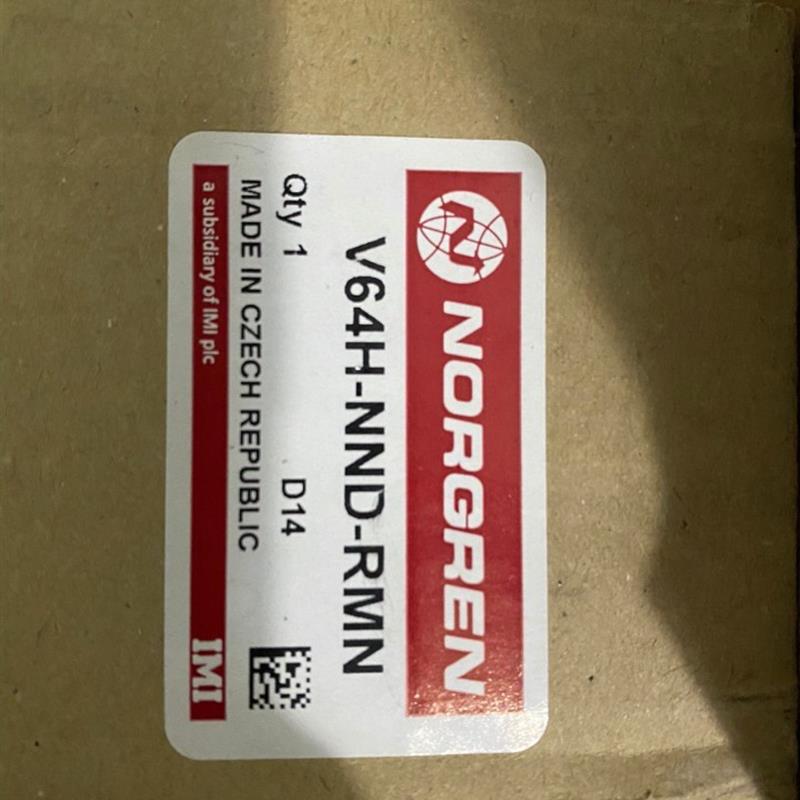 NORGREN
V64H-NND-RMN
Qty 1 D14
MADE IN CZECH REPUBLIC
a subsidiary of IMI plc IMI